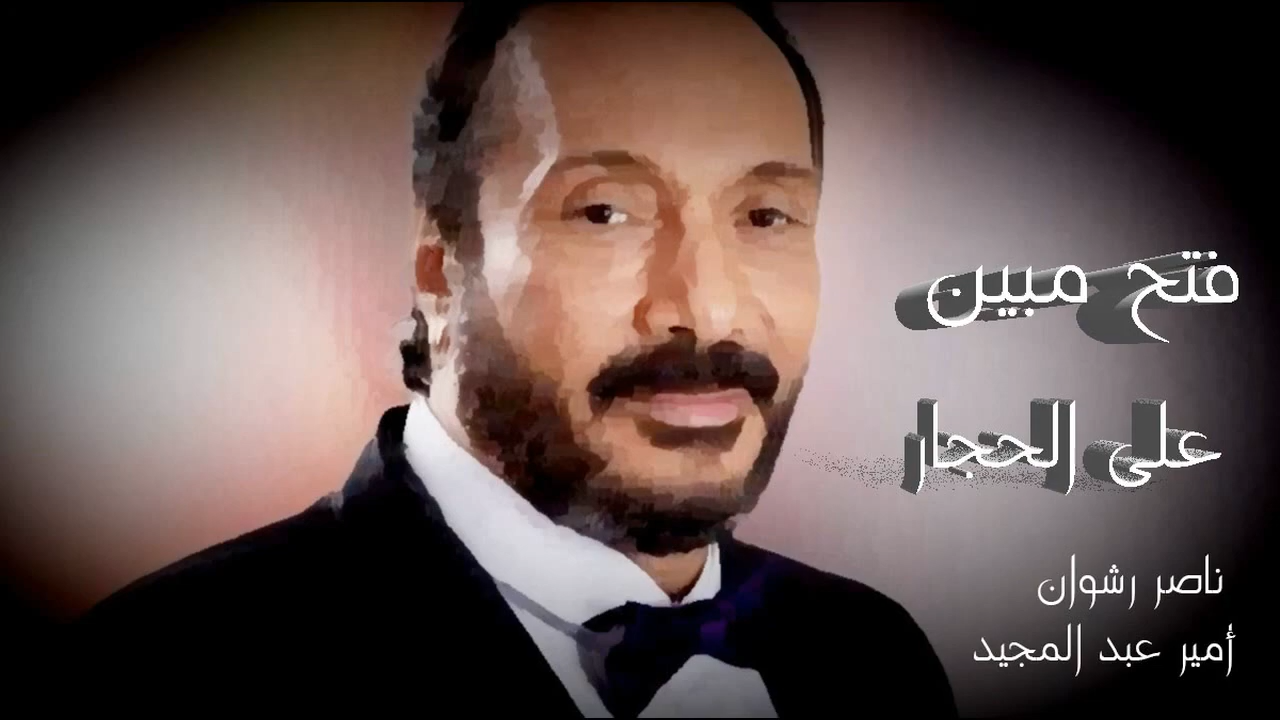 فتح مبين
على الحجار
ناصر رشوان
أمير عبد المجيد